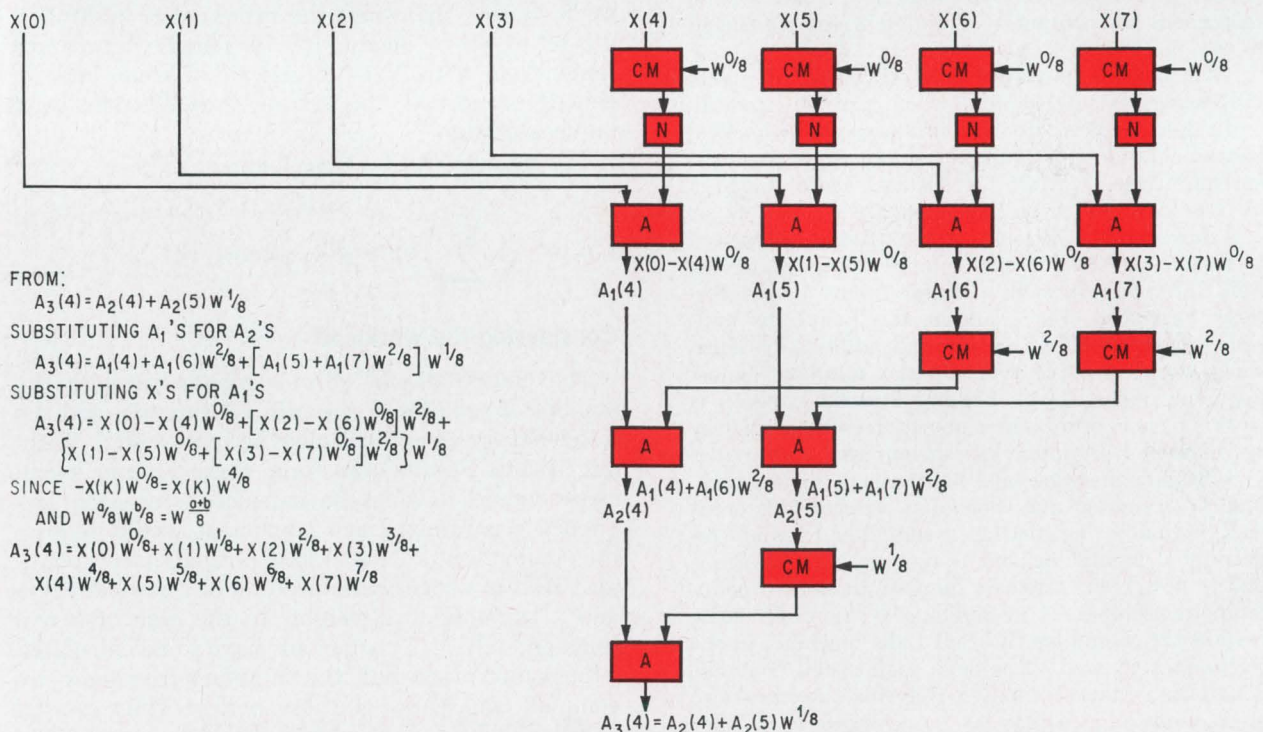 X(0) X(1) X(2) X(3) X(4) X(5) X(6) X(7)
CM W^0/8 CM W^0/8 CM W^0/8 CM W^0/8
N N N N
A A A A
X(0)-X(4)W^0/8 X(1)-X(5)W^0/8 X(2)-X(6)W^0/8 X(3)-X(7)W^0/8
A₁(4) A₁(5) A₁(6) A₁(7)
CM W^2/8 CM W^2/8
A A
A₁(4)+A₁(6)W^2/8 A₁(5)+A₁(7)W^2/8
A₂(4) A₂(5)
CM W^1/8
A
A₃(4)=A₂(4)+A₂(5)W^1/8
FROM:
A₃(4)=A₂(4)+A₂(5)W^1/8
SUBSTITUTING A₁'S FOR A₂'S
A₃(4)=A₁(4)+A₁(6)W^2/8+[A₁(5)+A₁(7)W^2/8]W^1/8
SUBSTITUTING X'S FOR A₁'S
A₃(4)=X(0)-X(4)W^0/8+[X(2)-X(6)W^0/8]W^2/8+
{X(1)-X(5)W^0/8+[X(3)-X(7)W^0/8]W^2/8}W^1/8
SINCE -X(K)W^0/8=X(K)W^4/8
AND W^a/8 W^b/8=W^(a+b)/8
A₃(4)=X(0)W^0/8+X(1)W^1/8+X(2)W^2/8+X(3)W^3/8+
X(4)W^4/8+X(5)W^5/8+X(6)W^6/8+X(7)W^7/8